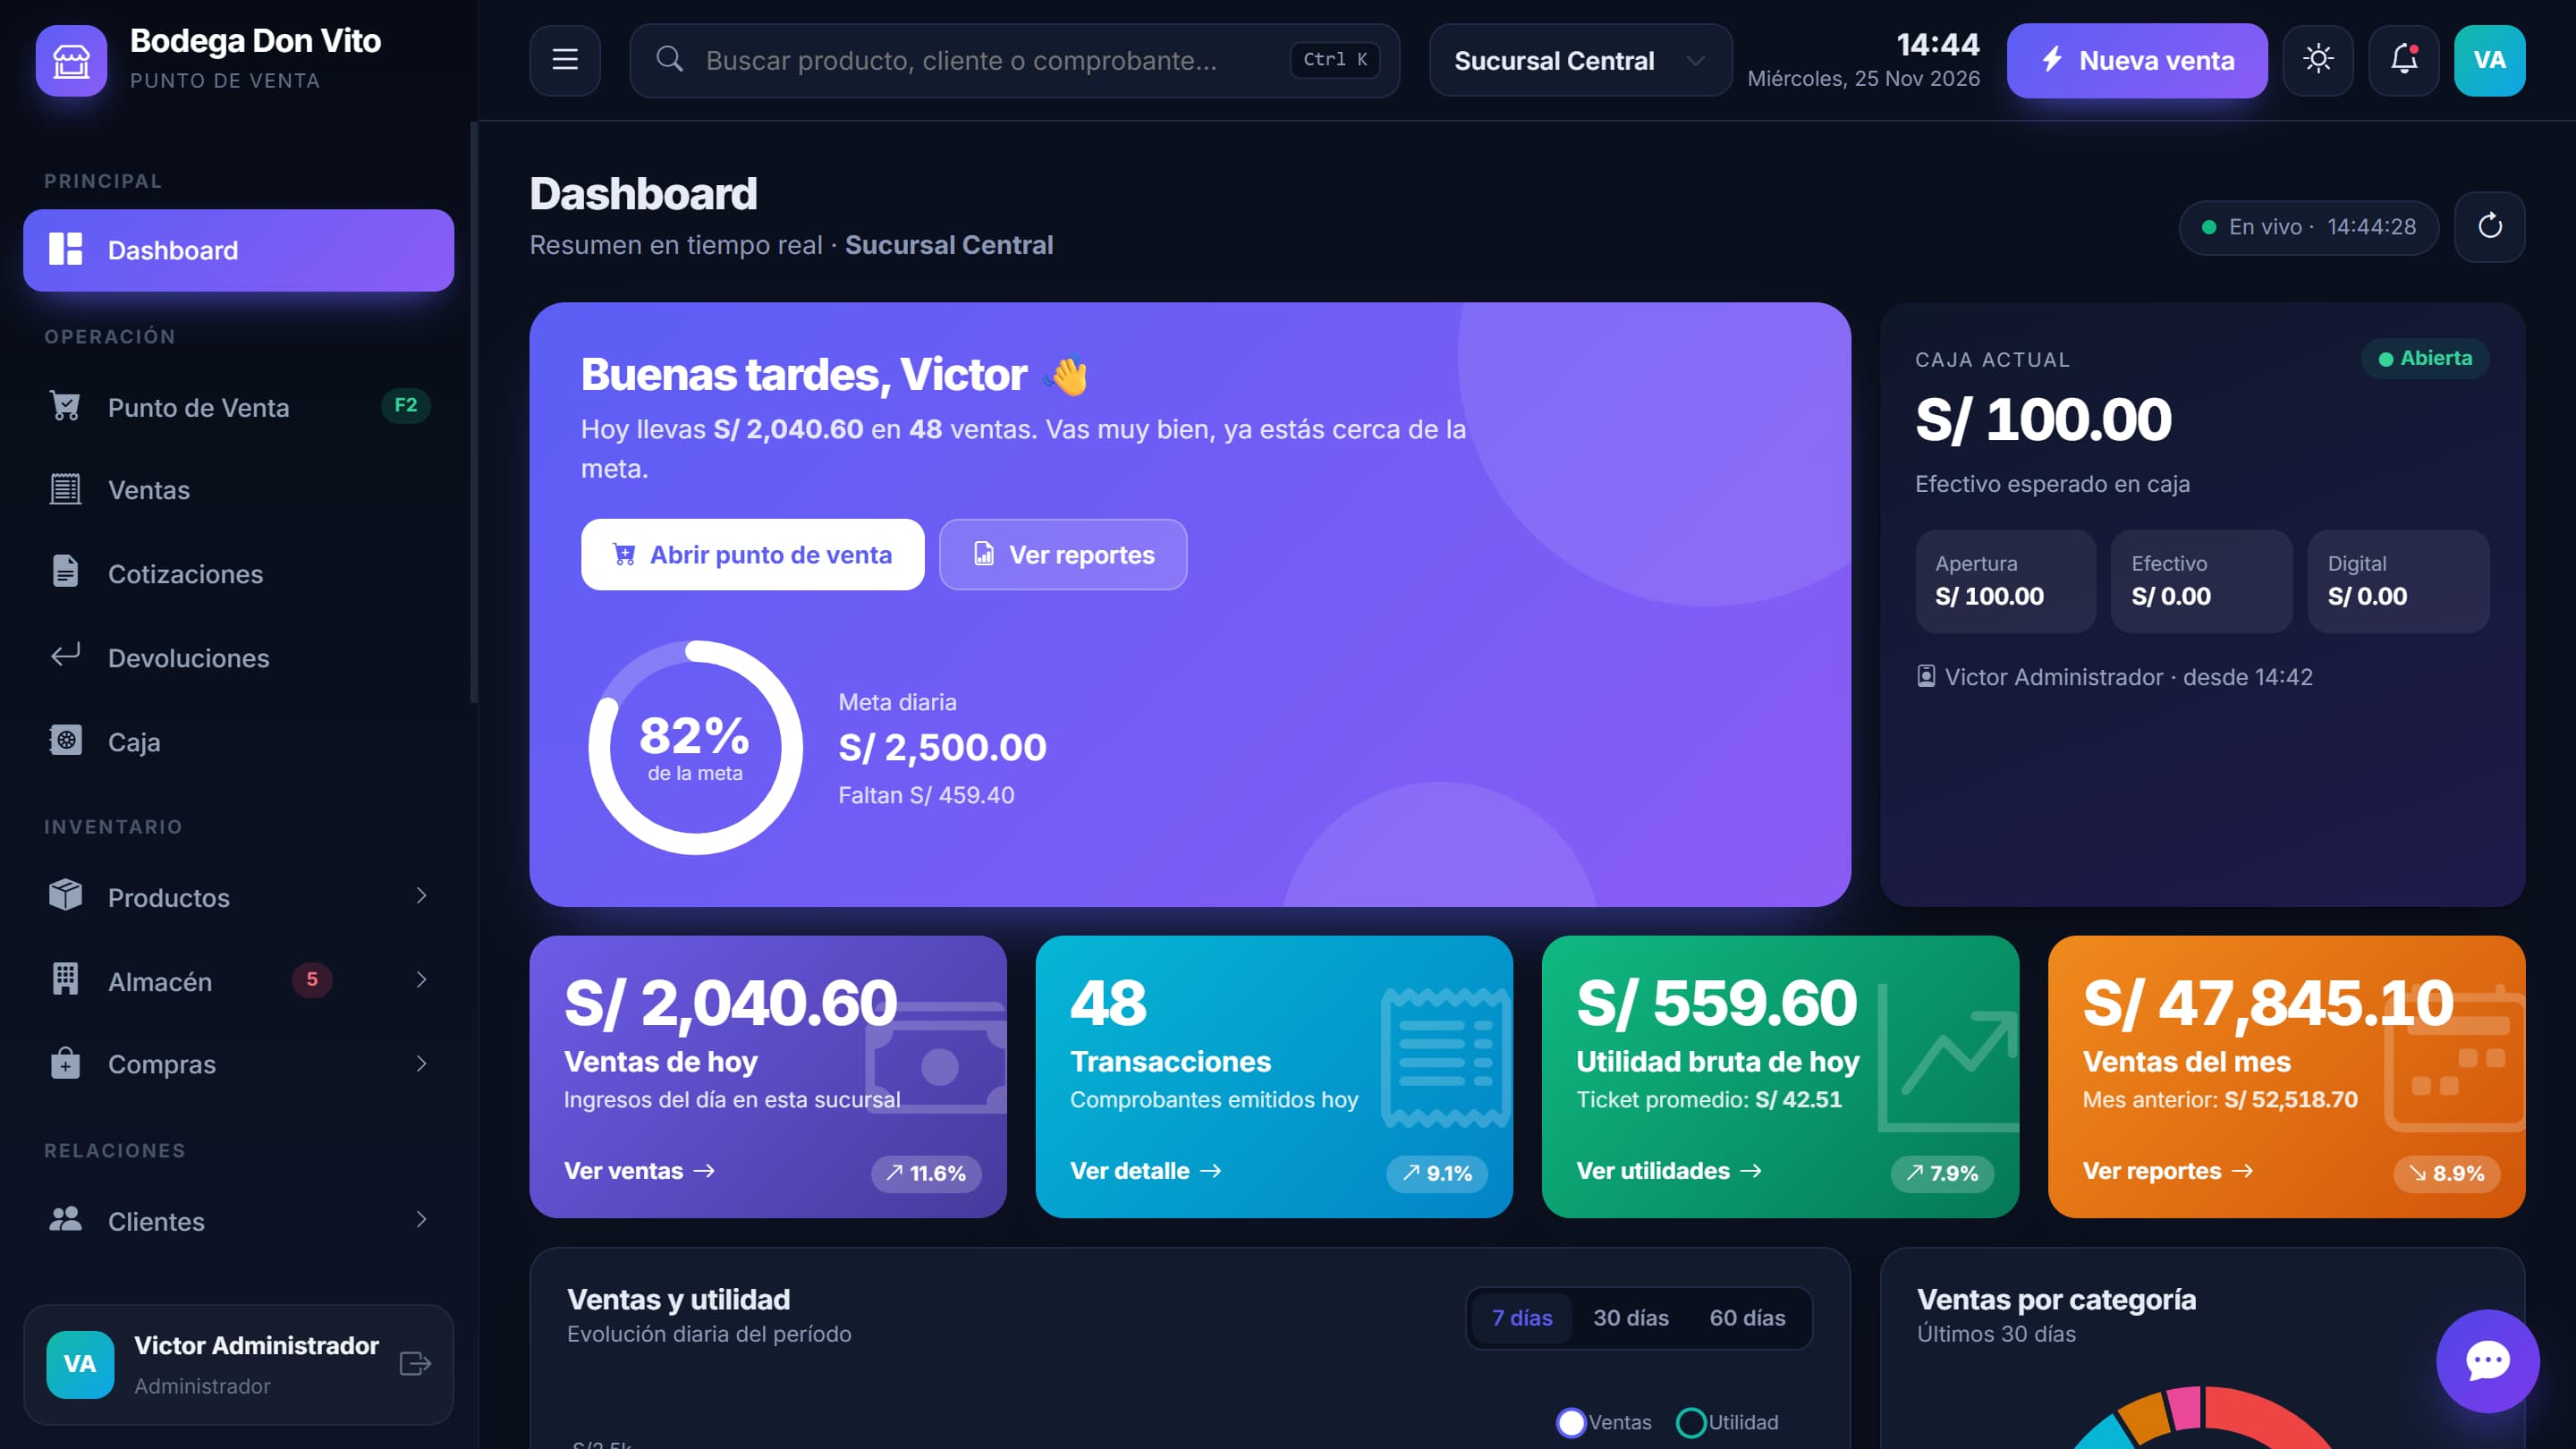 Bodega Don Vito
PUNTO DE VENTA
PRINCIPAL
Dashboard
OPERACIÓN
Punto de Venta
F2
Ventas
Cotizaciones
Devoluciones
Caja
INVENTARIO
Productos
Almacén
5
Compras
RELACIONES
Clientes
VA
Victor Administrador
Administrador
Buscar producto, cliente o comprobante...
Ctrl K
Sucursal Central
14:44
Miércoles, 25 Nov 2026
Nueva venta
VA
Dashboard
Resumen en tiempo real · Sucursal Central
En vivo · 14:44:28
Buenas tardes, Victor 👋
Hoy llevas S/ 2,040.60 en 48 ventas. Vas muy bien, ya estás cerca de la
meta.
Abrir punto de venta
Ver reportes
82%
de la meta
Meta diaria
S/ 2,500.00
Faltan S/ 459.40
CAJA ACTUAL
Abierta
S/ 100.00
Efectivo esperado en caja
Apertura
S/ 100.00
Efectivo
S/ 0.00
Digital
S/ 0.00
Victor Administrador · desde 14:42
S/ 2,040.60
Ventas de hoy
Ingresos del día en esta sucursal
Ver ventas →
↗ 11.6%
48
Transacciones
Comprobantes emitidos hoy
Ver detalle →
↗ 9.1%
S/ 559.60
Utilidad bruta de hoy
Ticket promedio: S/ 42.51
Ver utilidades →
↗ 7.9%
S/ 47,845.10
Ventas del mes
Mes anterior: S/ 52,518.70
Ver reportes →
↘ 8.9%
Ventas y utilidad
Evolución diaria del período
7 días
30 días
60 días
Ventas
Utilidad
Ventas por categoría
Últimos 30 días